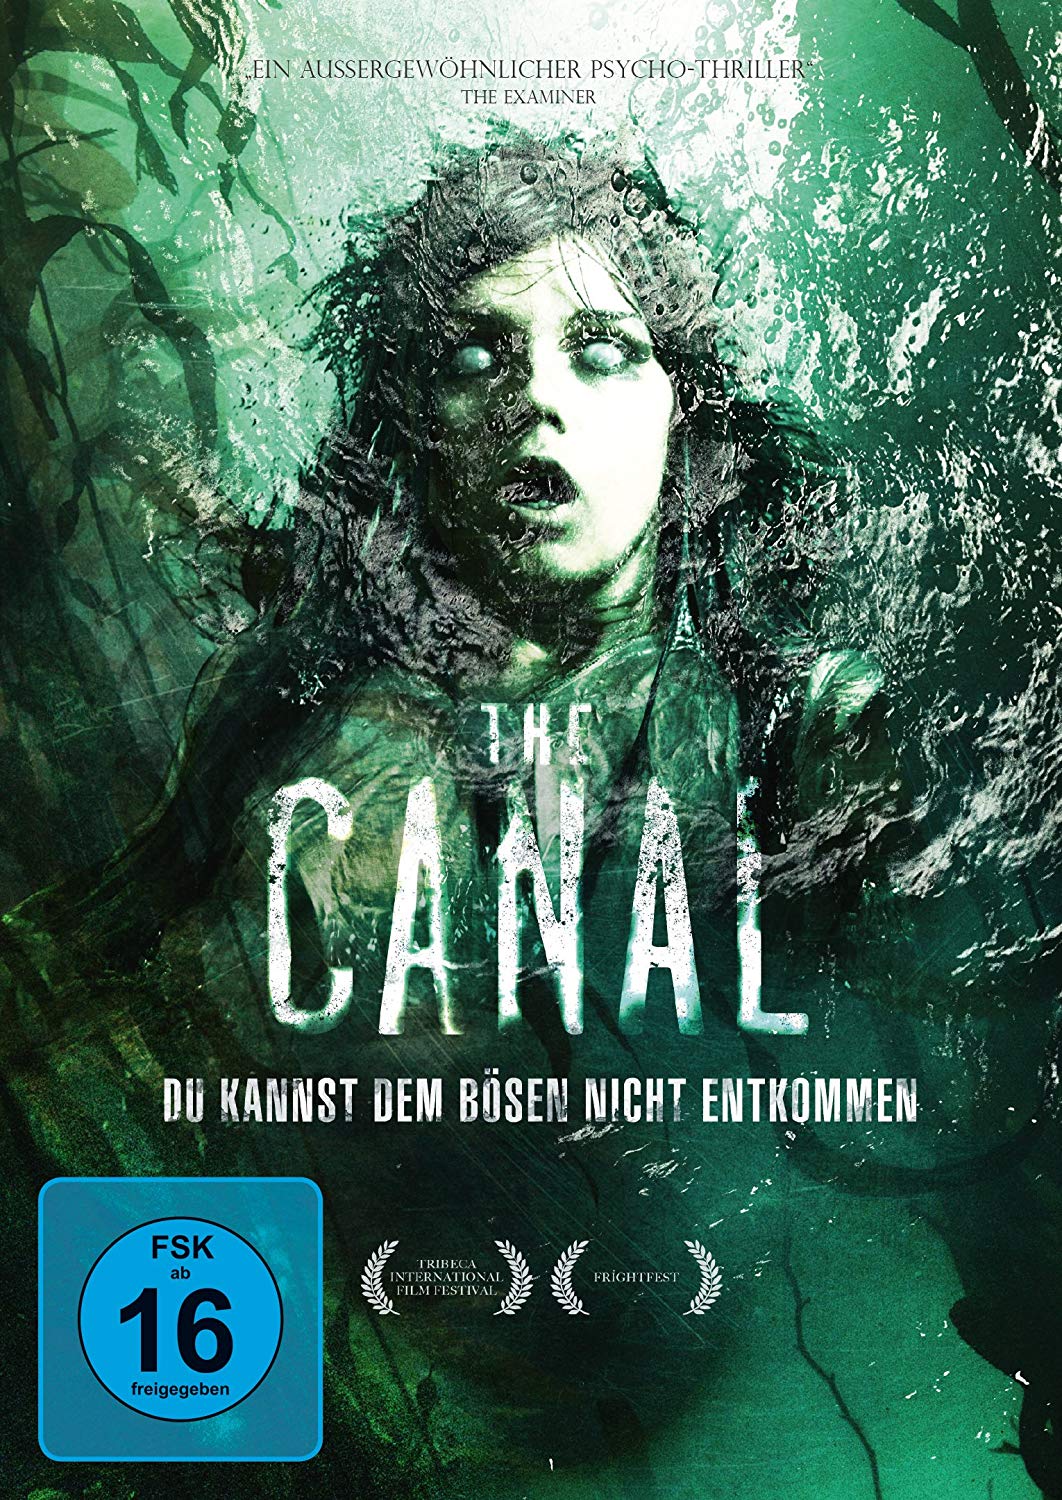 „EIN AUSSERGEWÖHNLICHER PSYCHO-THRILLER“
THE EXAMINER
THE
CANAL
DU KANNST DEM BÖSEN NICHT ENTKOMMEN
FSK
ab
16
freigegeben
TRIBECA
INTERNATIONAL
FILM FESTIVAL
FRIGHTFEST